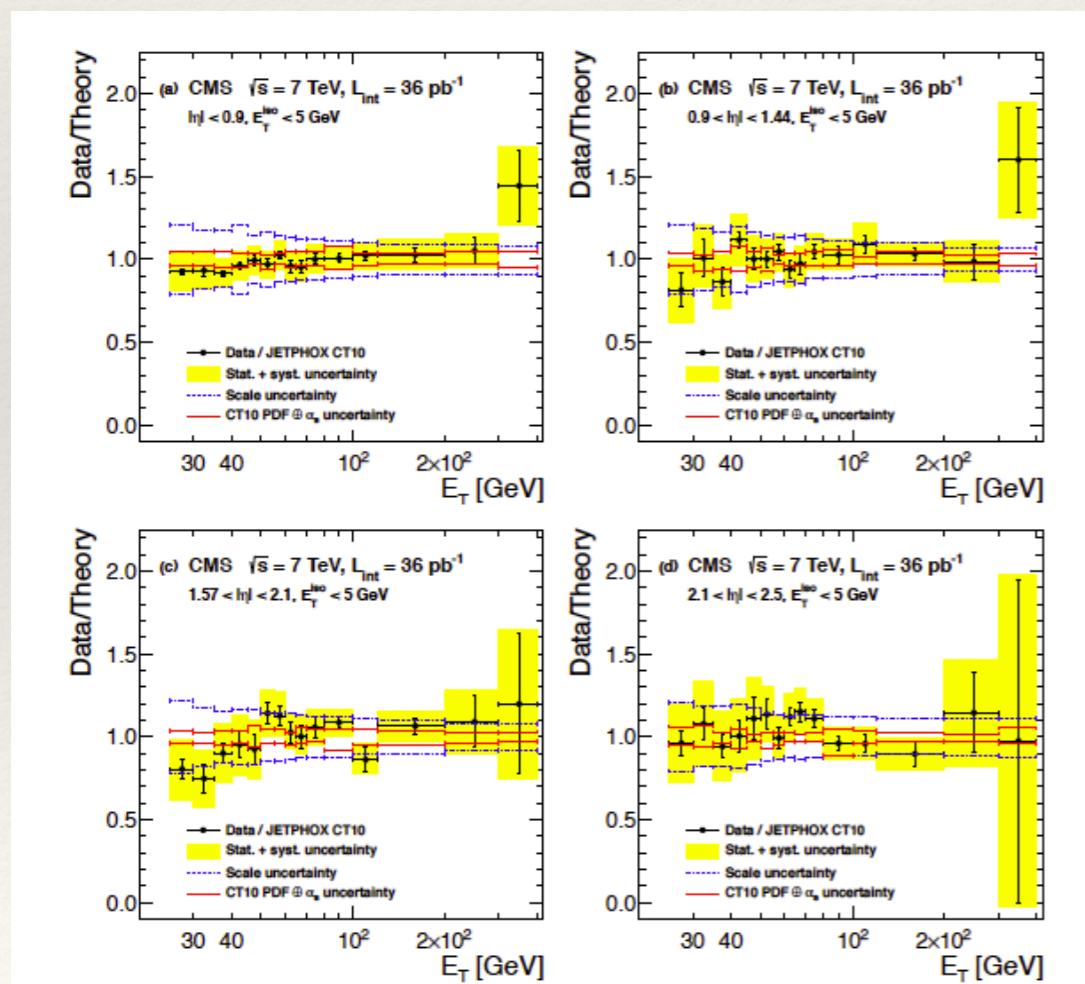 Data/Theory
(a) CMS √s = 7 TeV, L_int = 36 pb⁻¹
|η| < 0.9, E_T^iso < 5 GeV
2.0
1.5
1.0
0.5
0.0
Data / JETPHOX CT10
Stat. + syst. uncertainty
Scale uncertainty
CT10 PDF ⊕ α_s uncertainty
30 40 10² 2×10²
E_T [GeV]
Data/Theory
(b) CMS √s = 7 TeV, L_int = 36 pb⁻¹
0.9 < |η| < 1.44, E_T^iso < 5 GeV
2.0
1.5
1.0
0.5
0.0
Data / JETPHOX CT10
Stat. + syst. uncertainty
Scale uncertainty
CT10 PDF ⊕ α_s uncertainty
30 40 10² 2×10²
E_T [GeV]
Data/Theory
(c) CMS √s = 7 TeV, L_int = 36 pb⁻¹
1.57 < |η| < 2.1, E_T^iso < 5 GeV
2.0
1.5
1.0
0.5
0.0
Data / JETPHOX CT10
Stat. + syst. uncertainty
Scale uncertainty
CT10 PDF ⊕ α_s uncertainty
30 40 10² 2×10²
E_T [GeV]
Data/Theory
(d) CMS √s = 7 TeV, L_int = 36 pb⁻¹
2.1 < |η| < 2.5, E_T^iso < 5 GeV
2.0
1.5
1.0
0.5
0.0
Data / JETPHOX CT10
Stat. + syst. uncertainty
Scale uncertainty
CT10 PDF ⊕ α_s uncertainty
30 40 10² 2×10²
E_T [GeV]